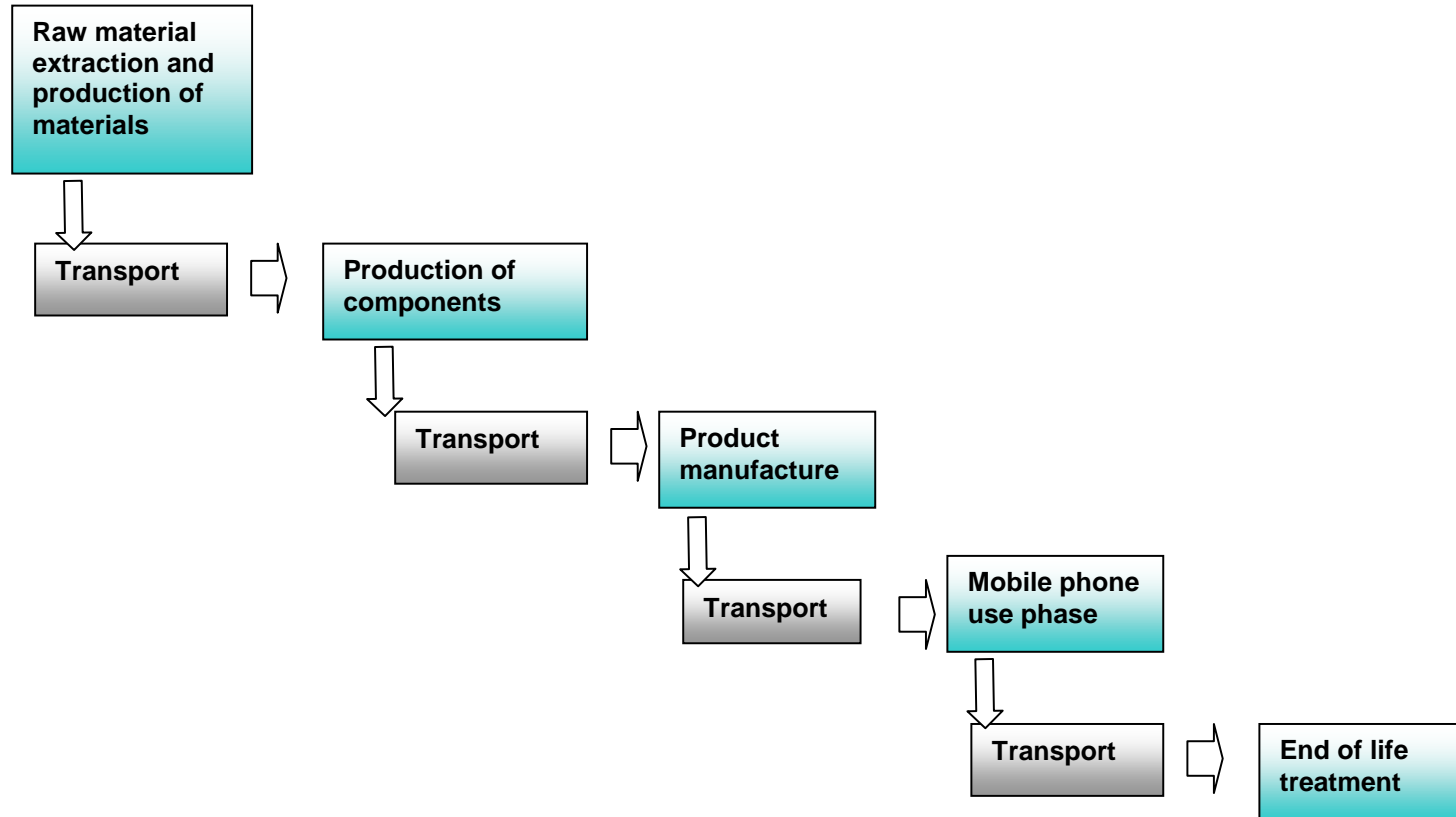 Raw material
extraction and
production of
materials
Transport
Production of
components
Transport
Product
manufacture
Transport
Mobile phone
use phase
Transport
End of life
treatment